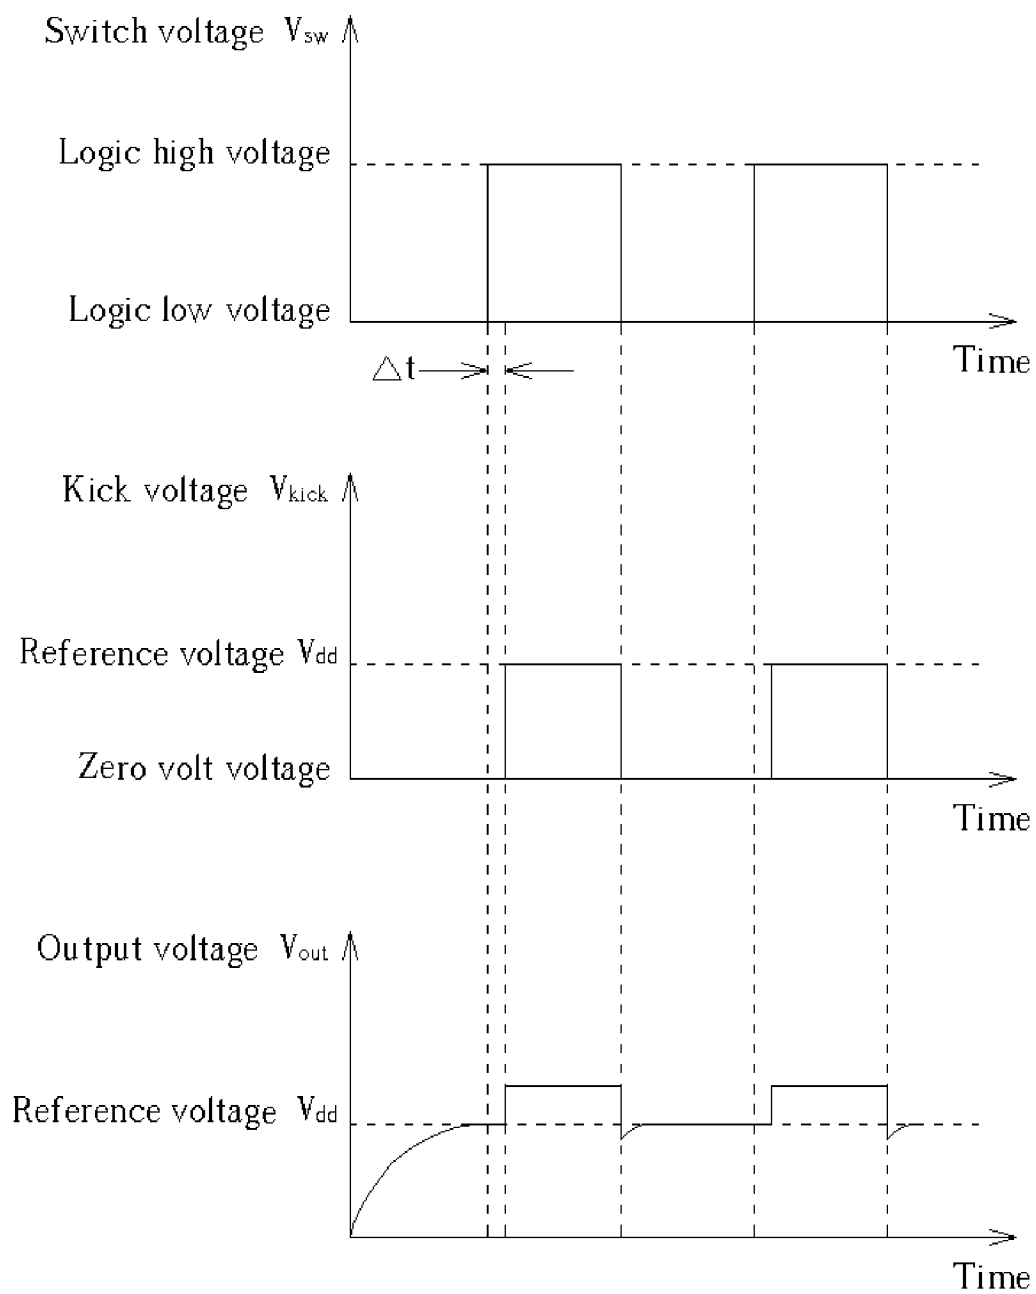 Switch voltage Vsw
Logic high voltage
Logic low voltage
Time
△t
Kick voltage Vkick
Reference voltage Vdd
Zero volt voltage
Time
Output voltage Vout
Reference voltage Vdd
Time